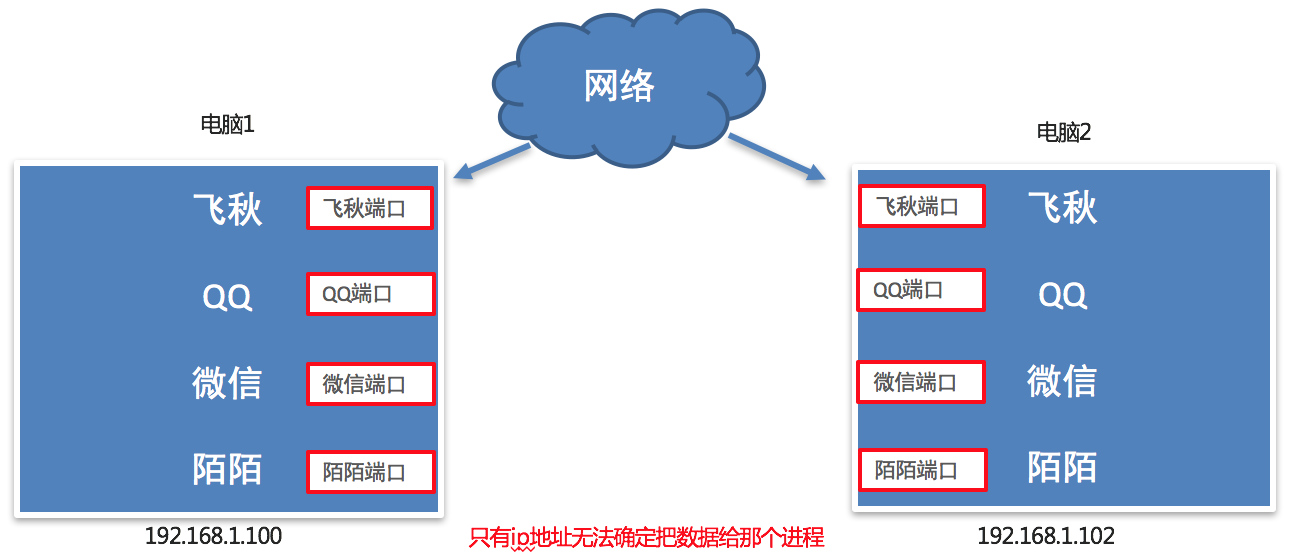 网络
电脑1
飞秋
飞秋端口
QQ
QQ端口
微信
微信端口
陌陌
陌陌端口
192.168.1.100
电脑2
飞秋端口
飞秋
QQ端口
QQ
微信端口
微信
陌陌端口
陌陌
192.168.1.102
只有ip地址无法确定把数据给那个进程